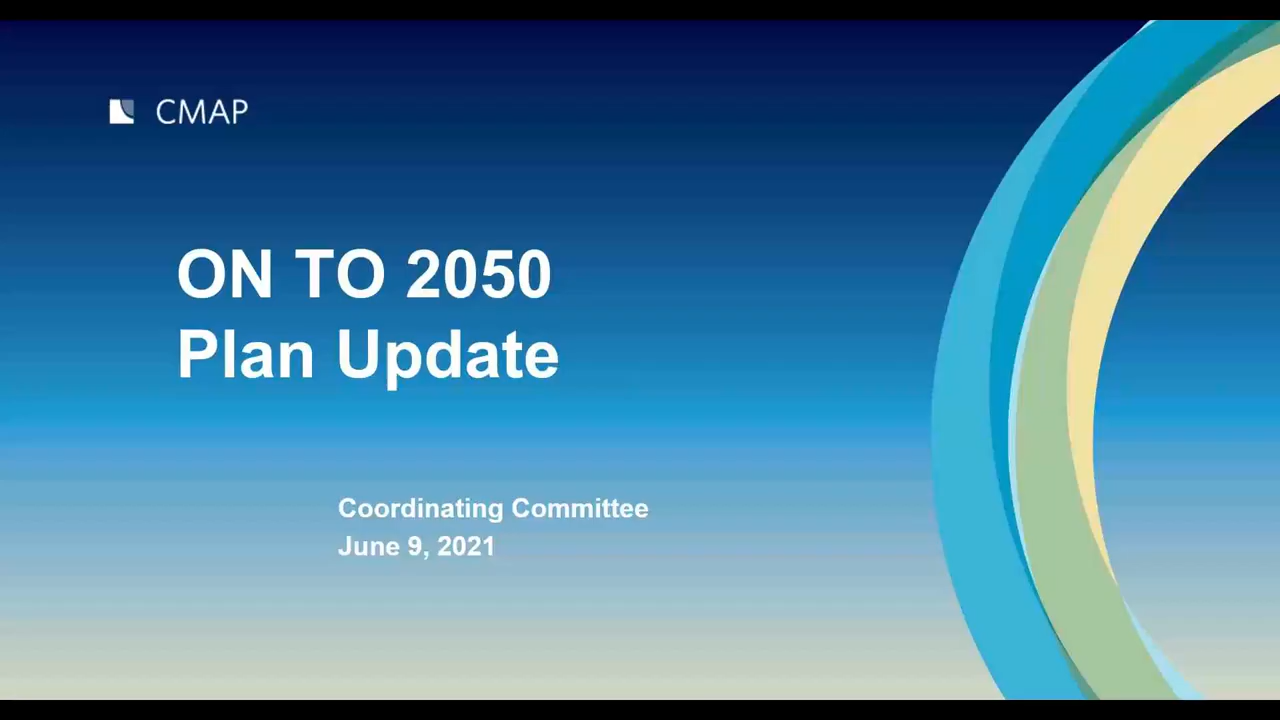 CMAP
ON TO 2050
Plan Update
Coordinating Committee
June 9, 2021